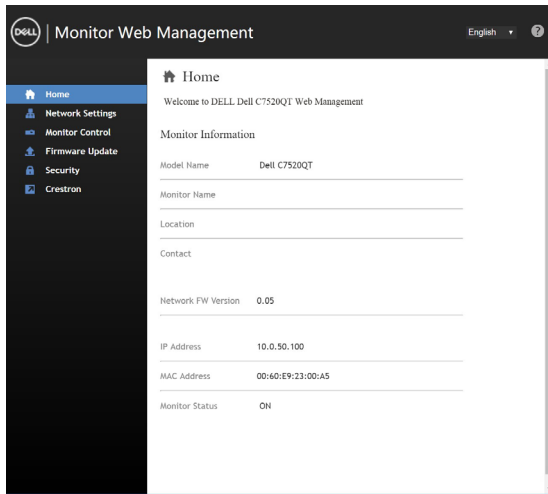 DELL | Monitor Web Management
English ?
Home
Network Settings
Monitor Control
Firmware Update
Security
Crestron
Home
Welcome to DELL Dell C7520QT Web Management
Monitor Information
Model Name Dell C7520QT
Monitor Name
Location
Contact
Network FW Version 0.05
IP Address 10.0.50.100
MAC Address 00:60:E9:23:00:A5
Monitor Status ON